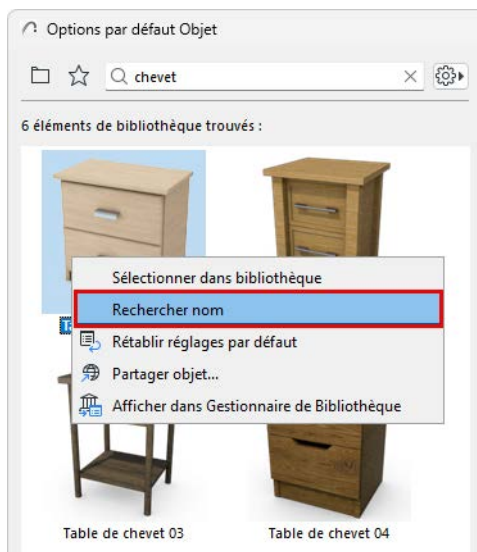 Options par défaut Objet
chevet
6 éléments de bibliothèque trouvés :
Sélectionner dans bibliothèque
Rechercher nom
Rétablir réglages par défaut
Partager objet...
Afficher dans Gestionnaire de Bibliothèque
Table de chevet 03
Table de chevet 04